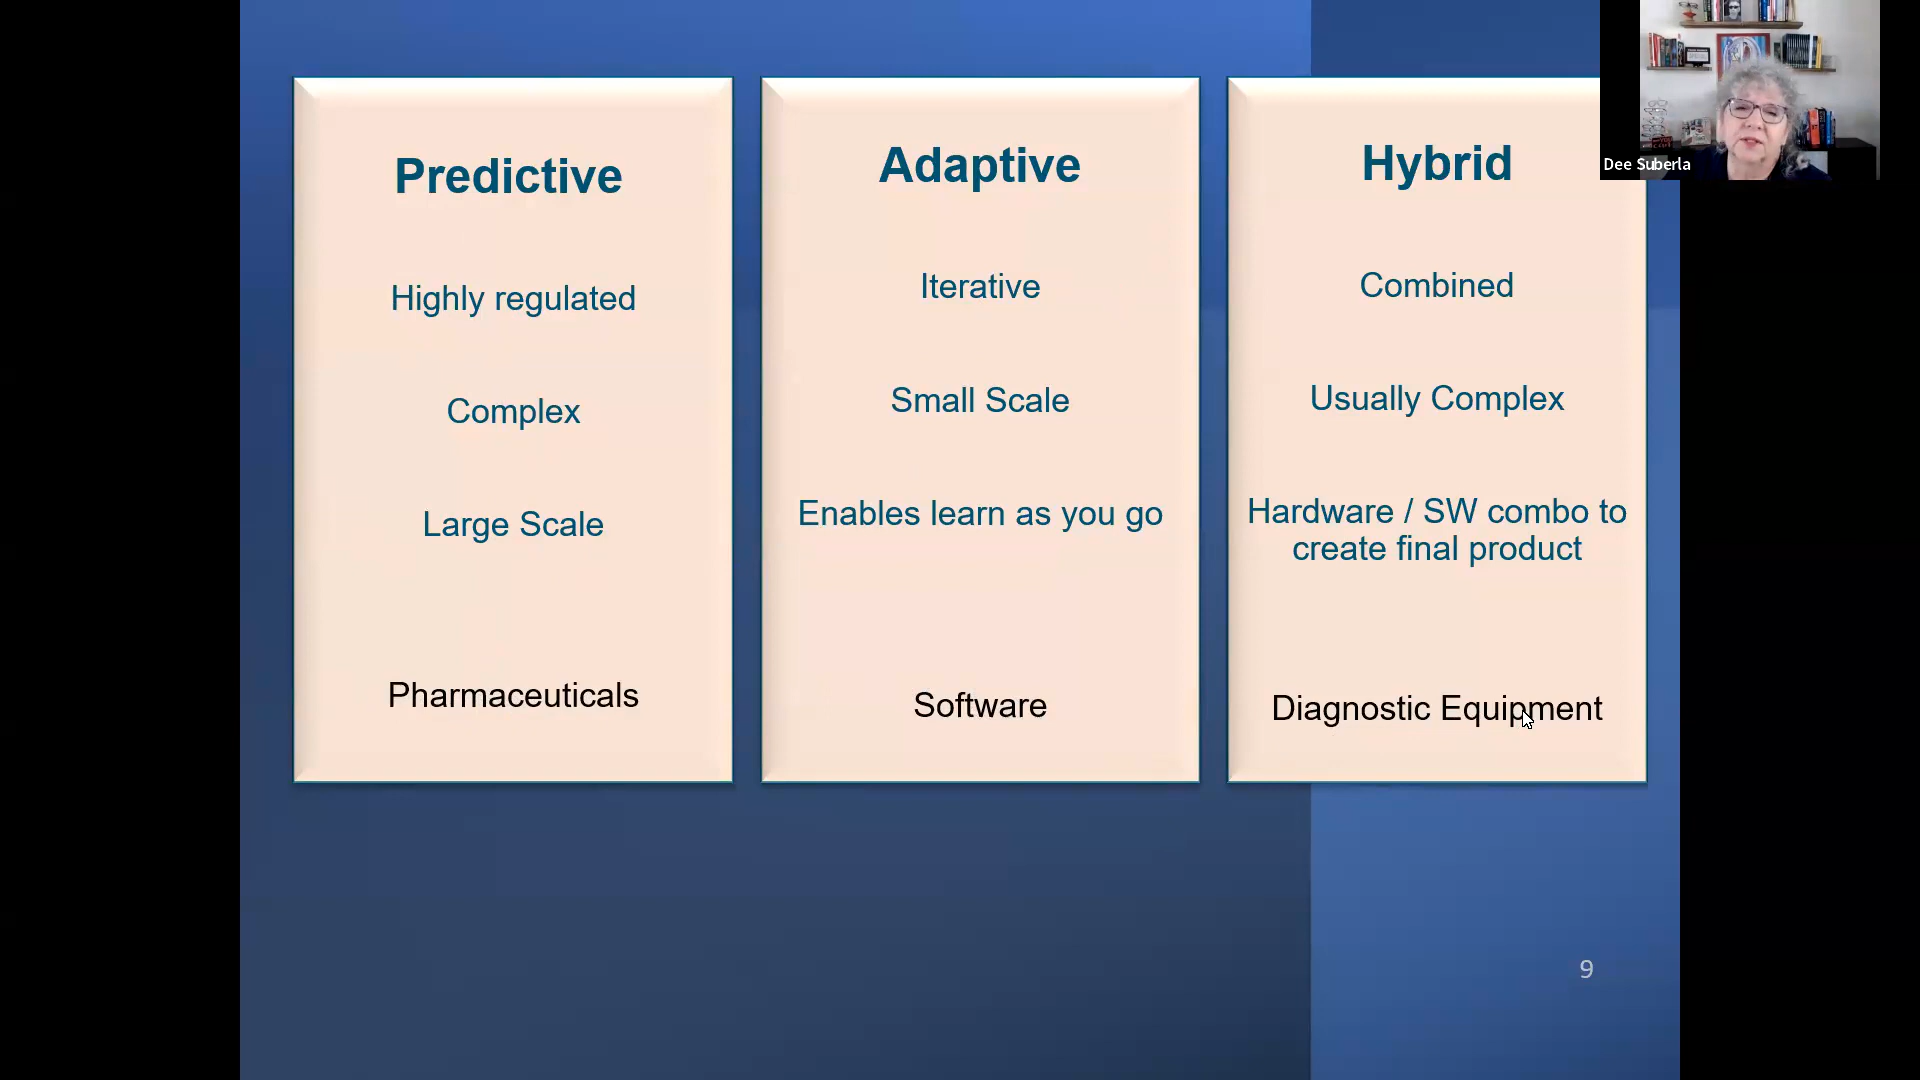 Predictive
Highly regulated
Complex
Large Scale
Pharmaceuticals
Adaptive
Iterative
Small Scale
Enables learn as you go
Software
Hybrid
Combined
Usually Complex
Hardware / SW combo to
create final product
Diagnostic Equipment
Dee Suberla
9